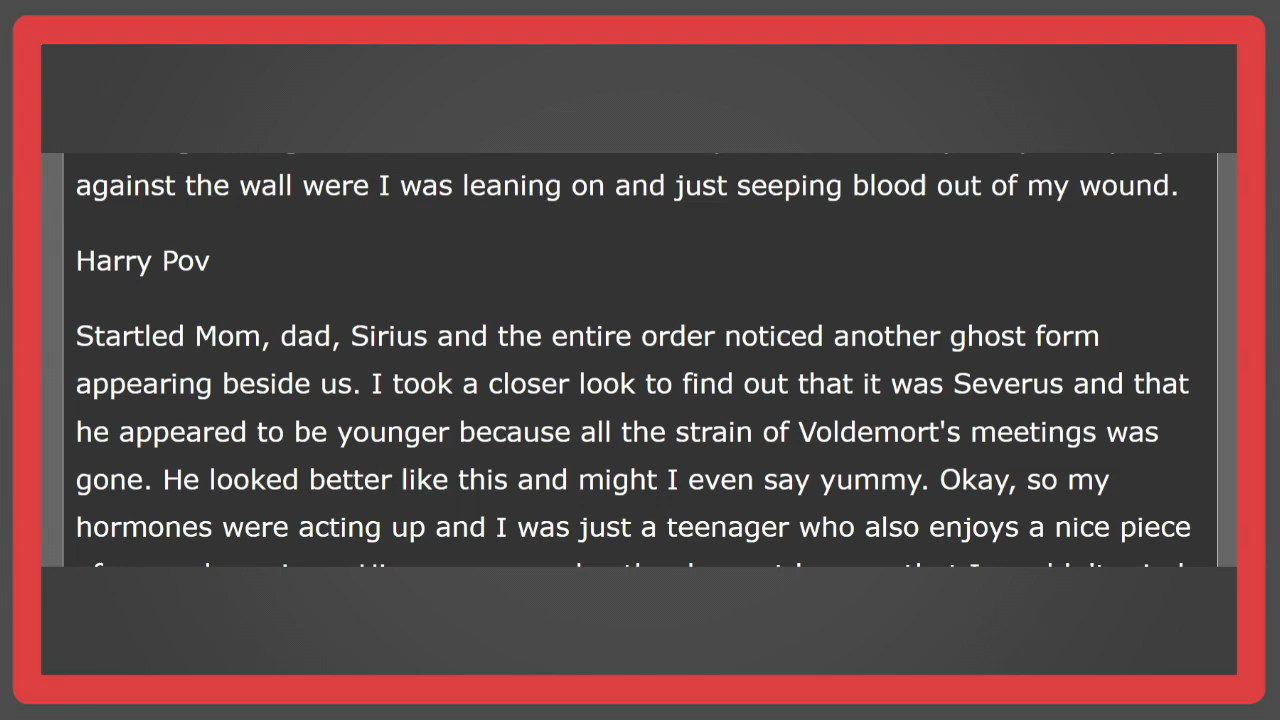 against the wall were I was leaning on and just seeping blood out of my wound.
Harry Pov
Startled Mom, dad, Sirius and the entire order noticed another ghost form
appearing beside us. I took a closer look to find out that it was Severus and that
he appeared to be younger because all the strain of Voldemort's meetings was
gone. He looked better like this and might I even say yummy. Okay, so my
hormones were acting up and I was just a teenager who also enjoys a nice piece